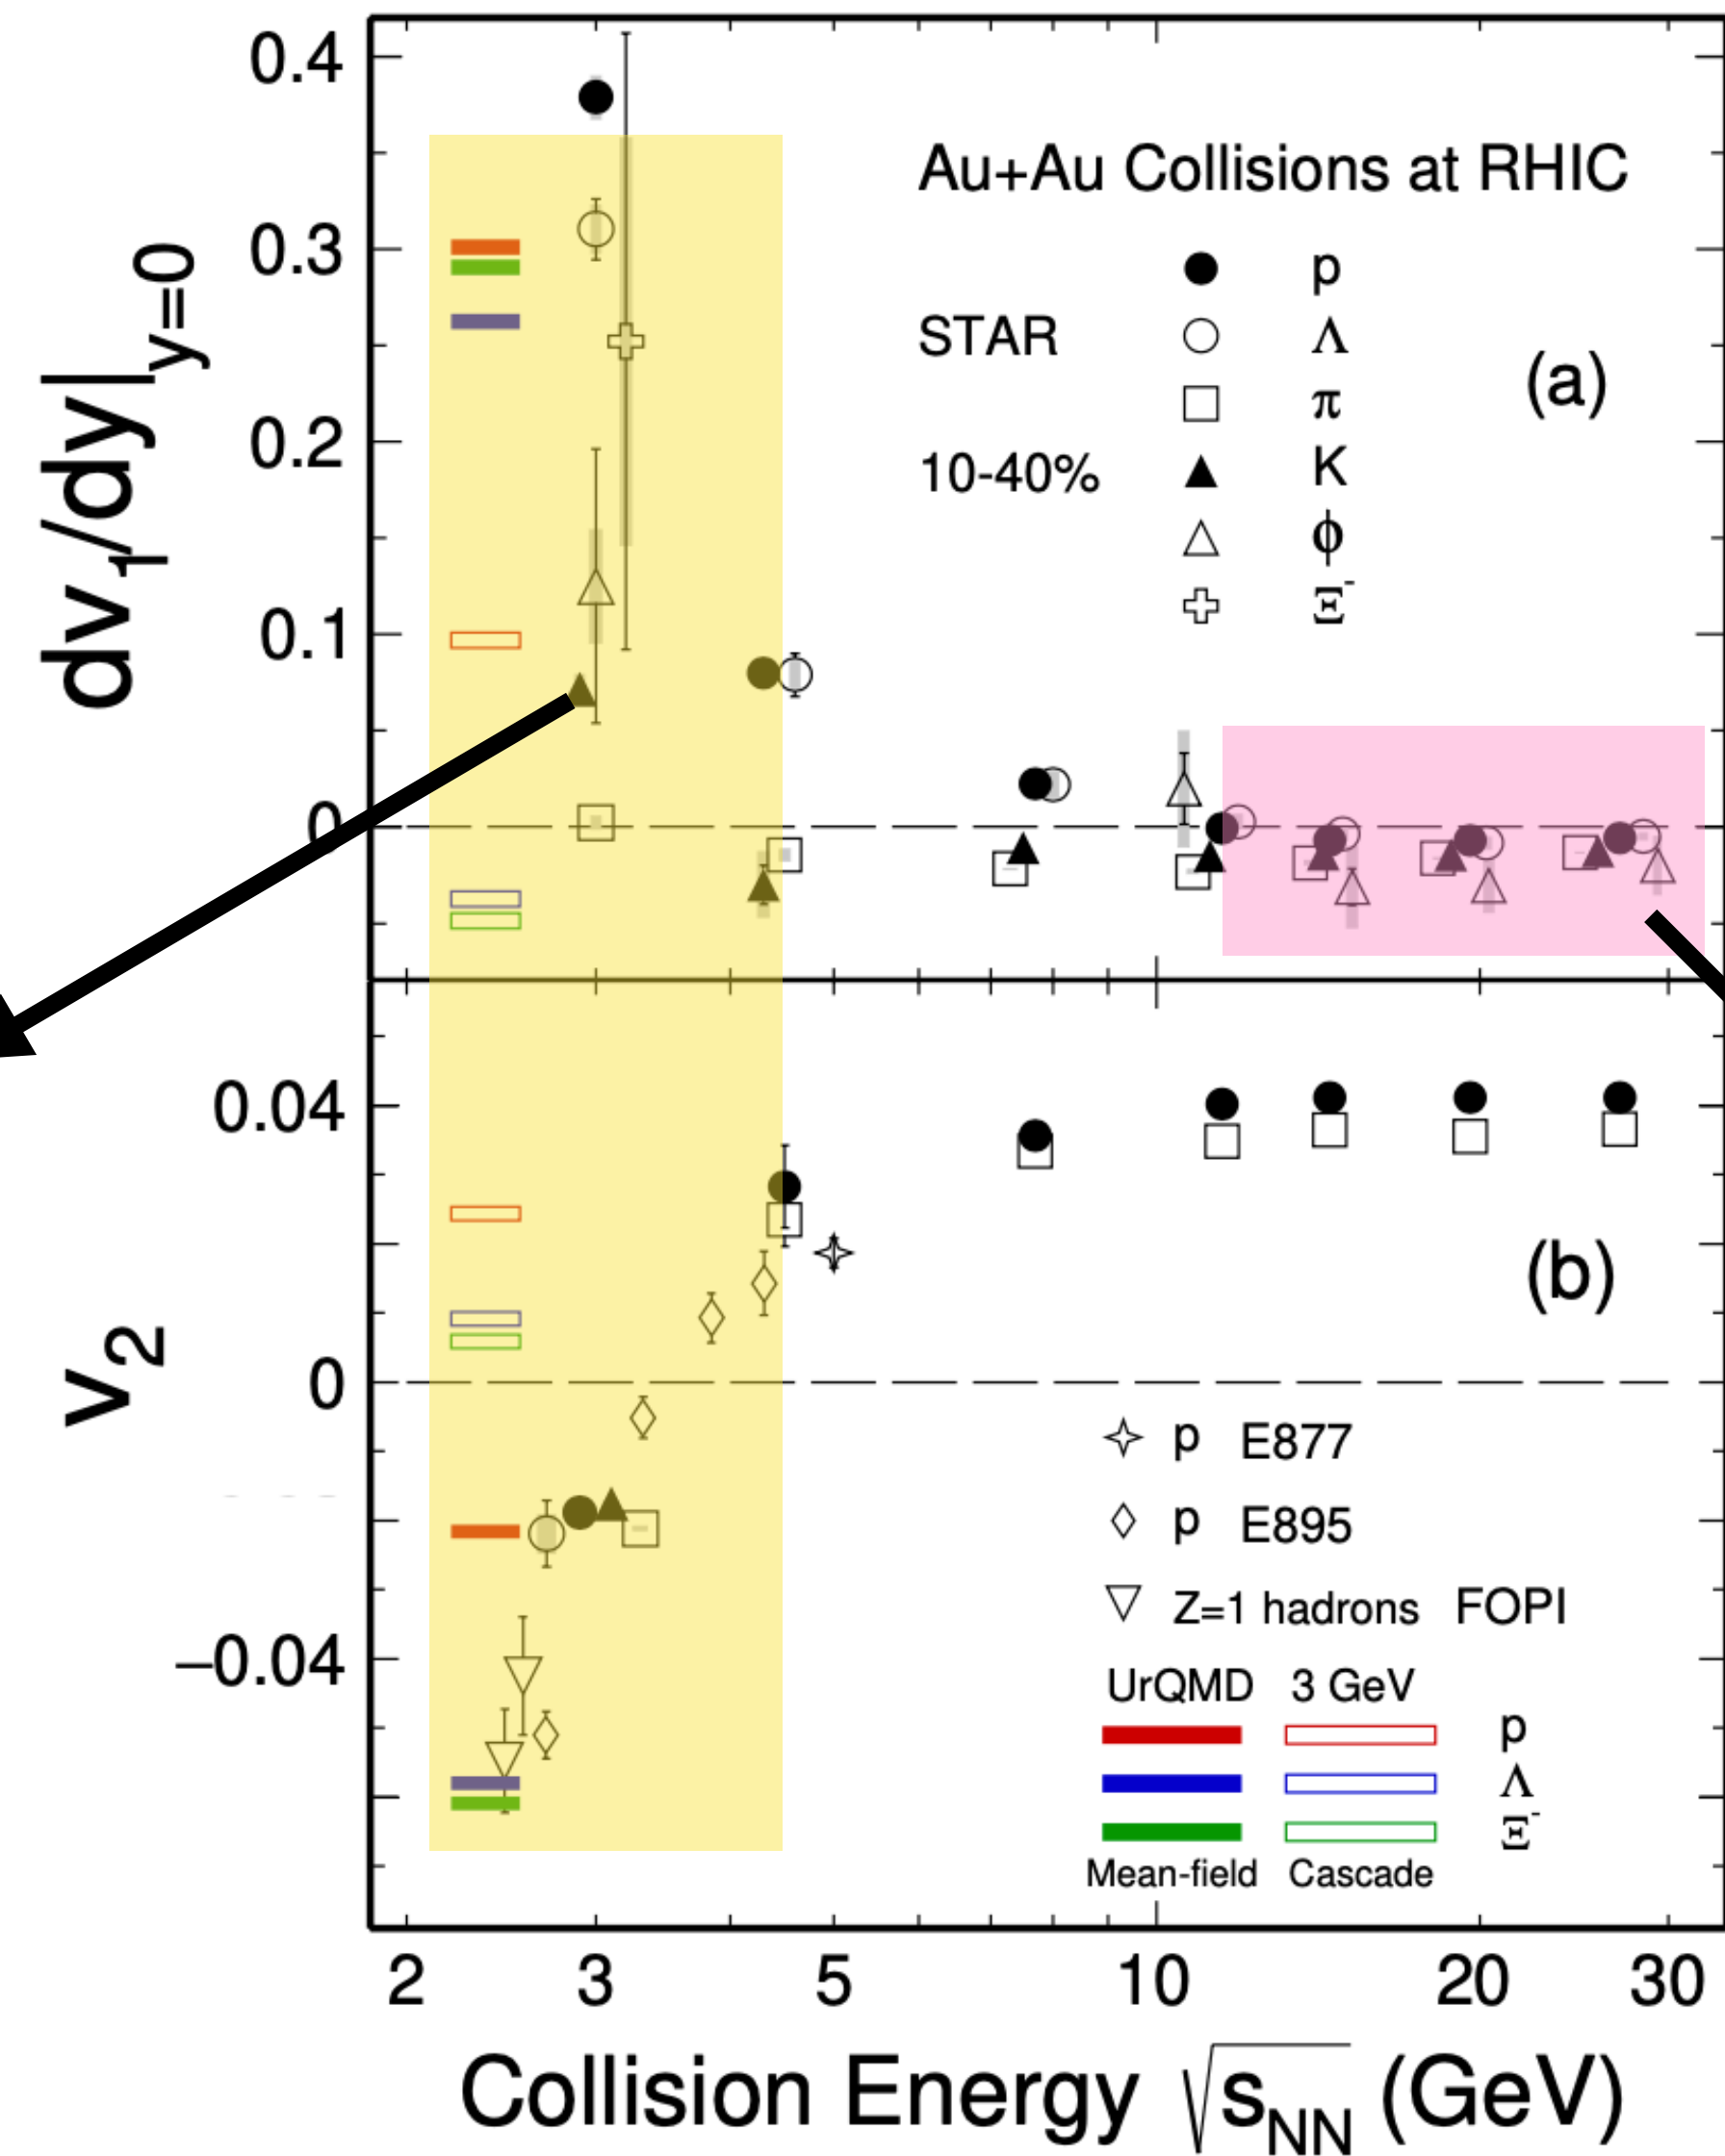 dv₁/dy|y=0
0.4
0.3
0.2
0.1
0
Au+Au Collisions at RHIC
p
STAR Λ
π
10-40% K
ϕ
Ξ⁻
(a)
v₂
0.04
0
−0.04
(b)
p E877
p E895
Z=1 hadrons FOPI
UrQMD 3 GeV
p
Λ
Ξ⁻
Mean-field Cascade
2 3 5 10 20 30
Collision Energy √sNN (GeV)